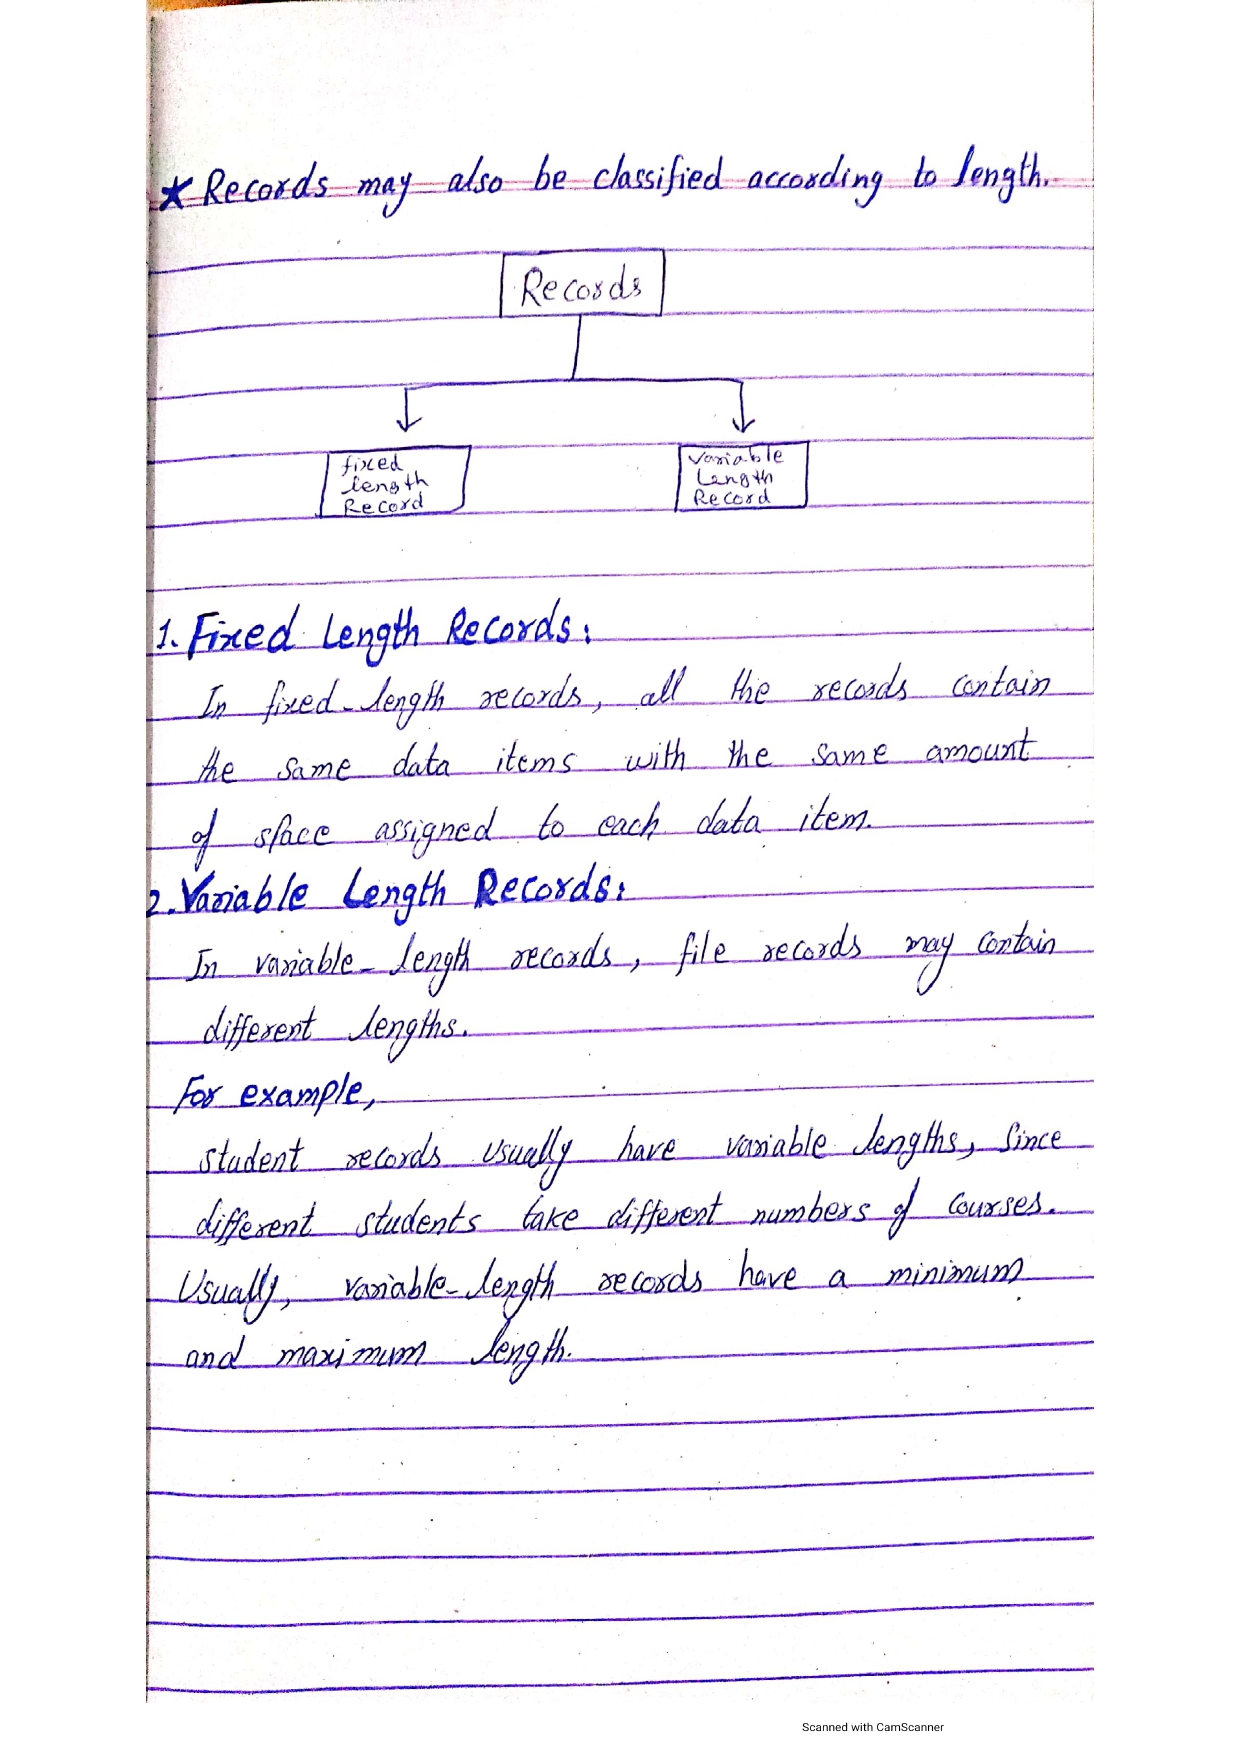 ★ Records may also be classified according to length.
Records
fixed
length
Record
Variable
Length
Record
1. Fixed Length Records:
In fixed-length records, all the records contain
the same data items with the same amount
of space assigned to each data item.
2. Variable Length Records:
In variable-length records, file records may contain
different lengths.
For example,
student records usually have variable lengths, since
different students take different numbers of courses.
Usually, variable-length records have a minimum
and maximum length.
Scanned with CamScanner